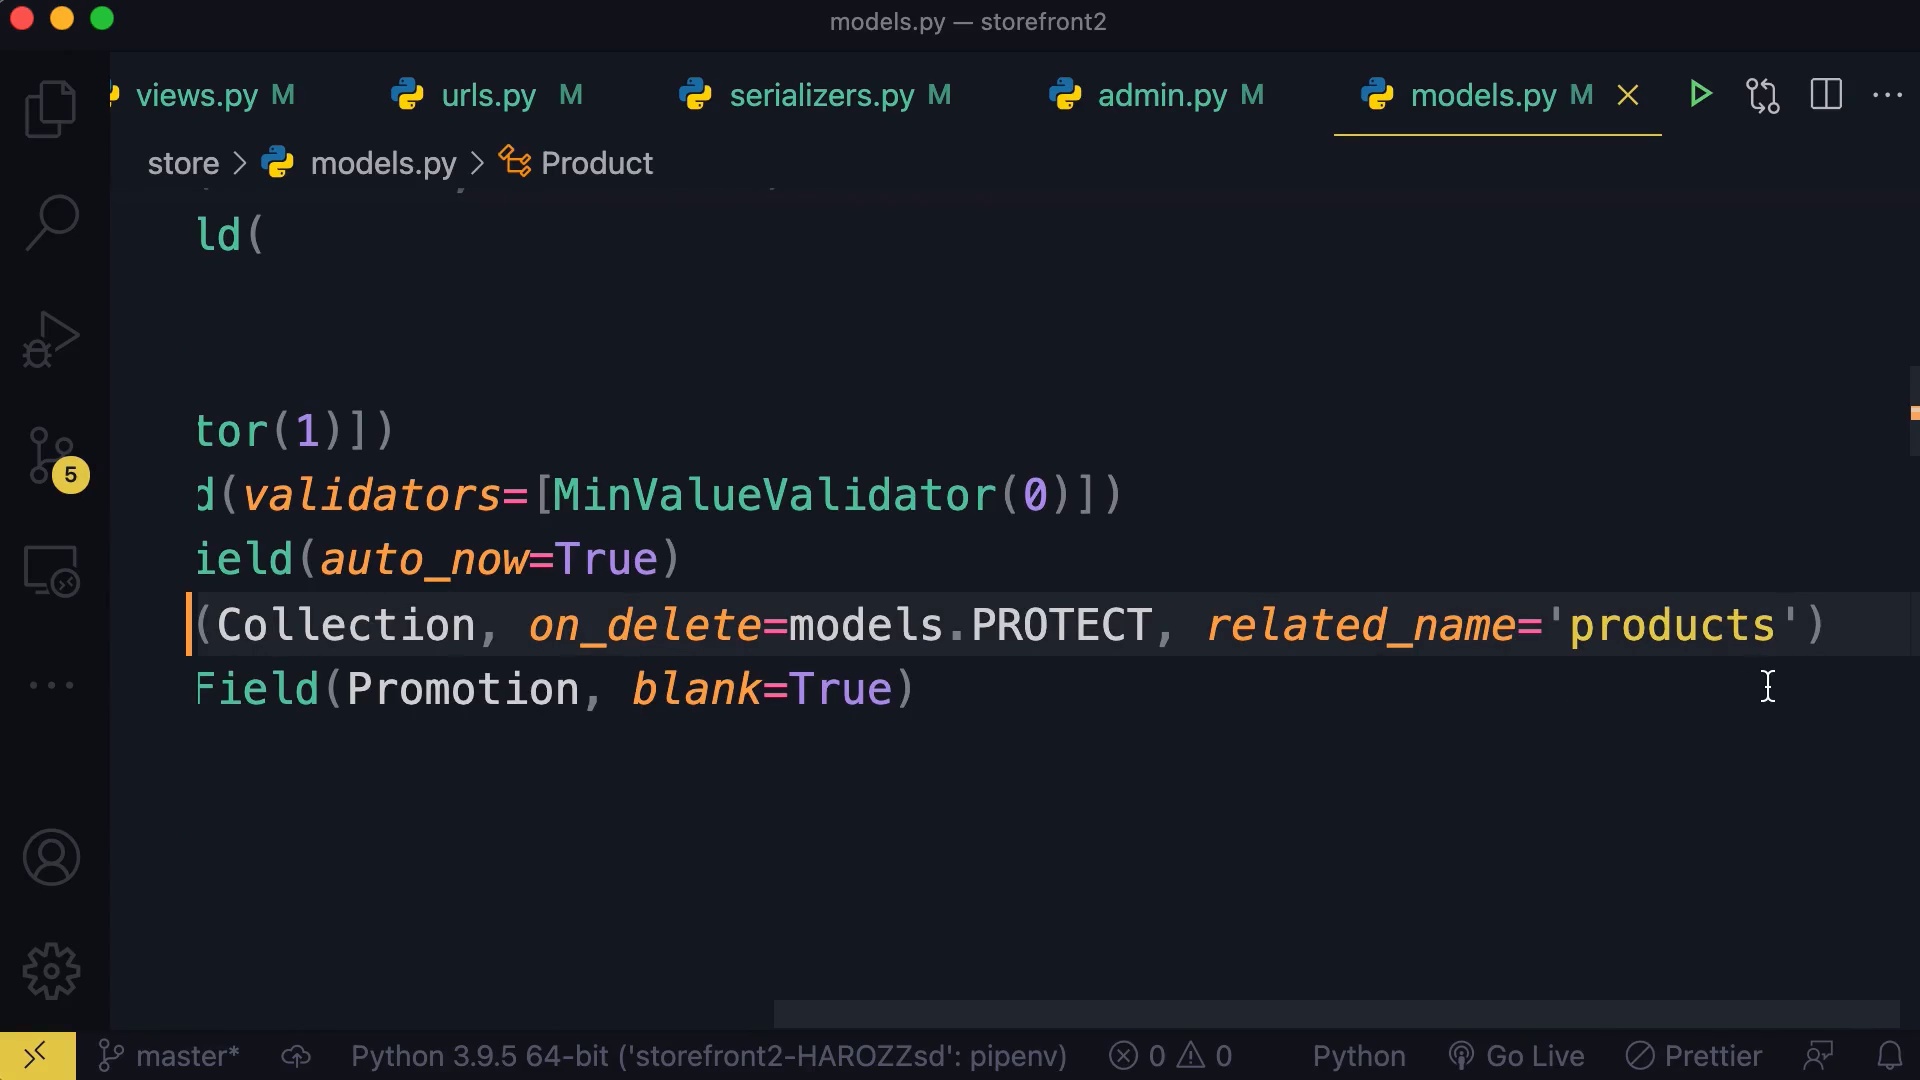 models.py — storefront2
views.py M urls.py M serializers.py M admin.py M models.py M
store > models.py > Product
ld(
tor(1)])
d(validators=[MinValueValidator(0)])
ield(auto_now=True)
(Collection, on_delete=models.PROTECT, related_name='products')
Field(Promotion, blank=True)
5
master* Python 3.9.5 64-bit ('storefront2-HAROZZsd': pipenv) 0 0 Python Go Live Prettier